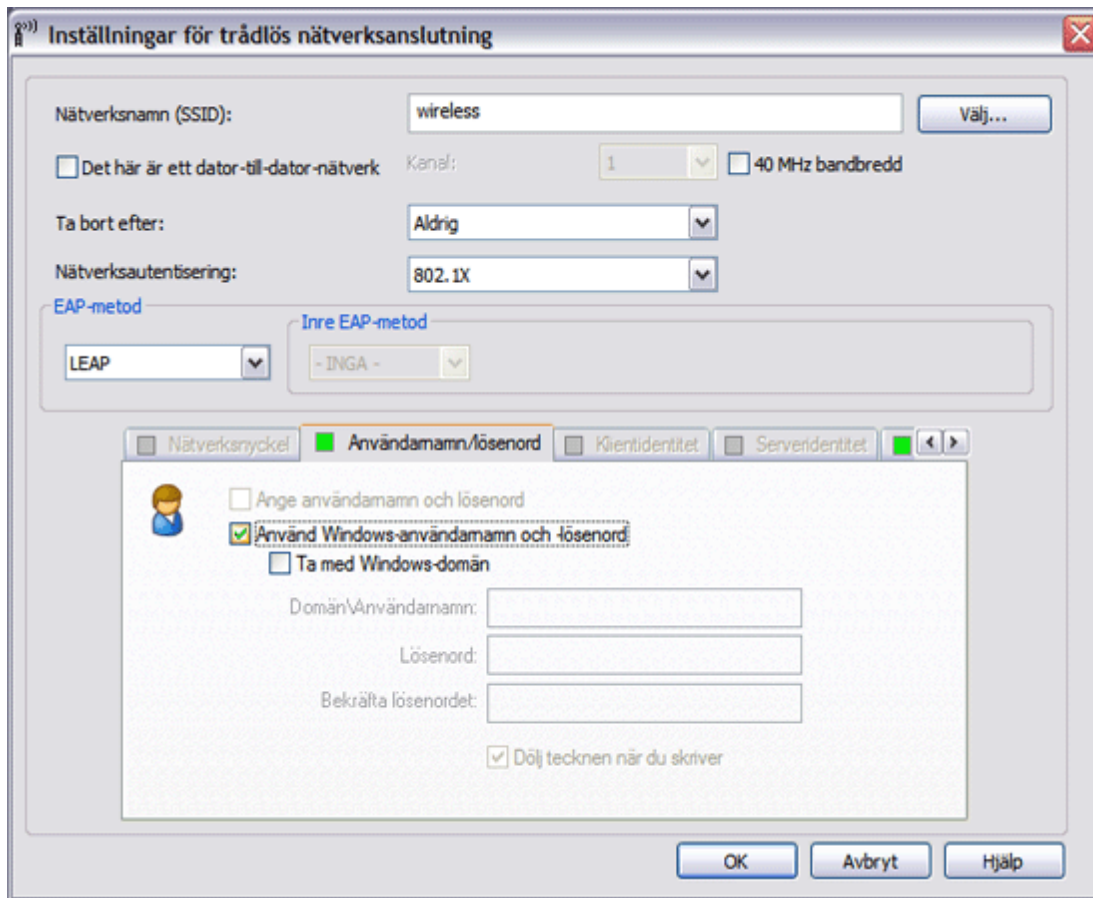 Inställningar för trådlös nätverksanslutning
Nätverksnamn (SSID): wireless Välj...
Det här är ett dator-till-dator-nätverk Kanal: 1 40 MHz bandbredd
Ta bort efter: Aldrig
Nätverksautentisering: 802.1X
EAP-metod
Inre EAP-metod
LEAP - INGA -
Nätverksnyckel Användarnamn/lösenord Klientidentitet Serveridentitet
Ange användarnamn och lösenord
Använd Windows-användarnamn och -lösenord
Ta med Windows-domän
Domän\Användarnamn:
Lösenord:
Bekräfta lösenordet:
Dölj tecknen när du skriver
OK Avbryt Hjälp